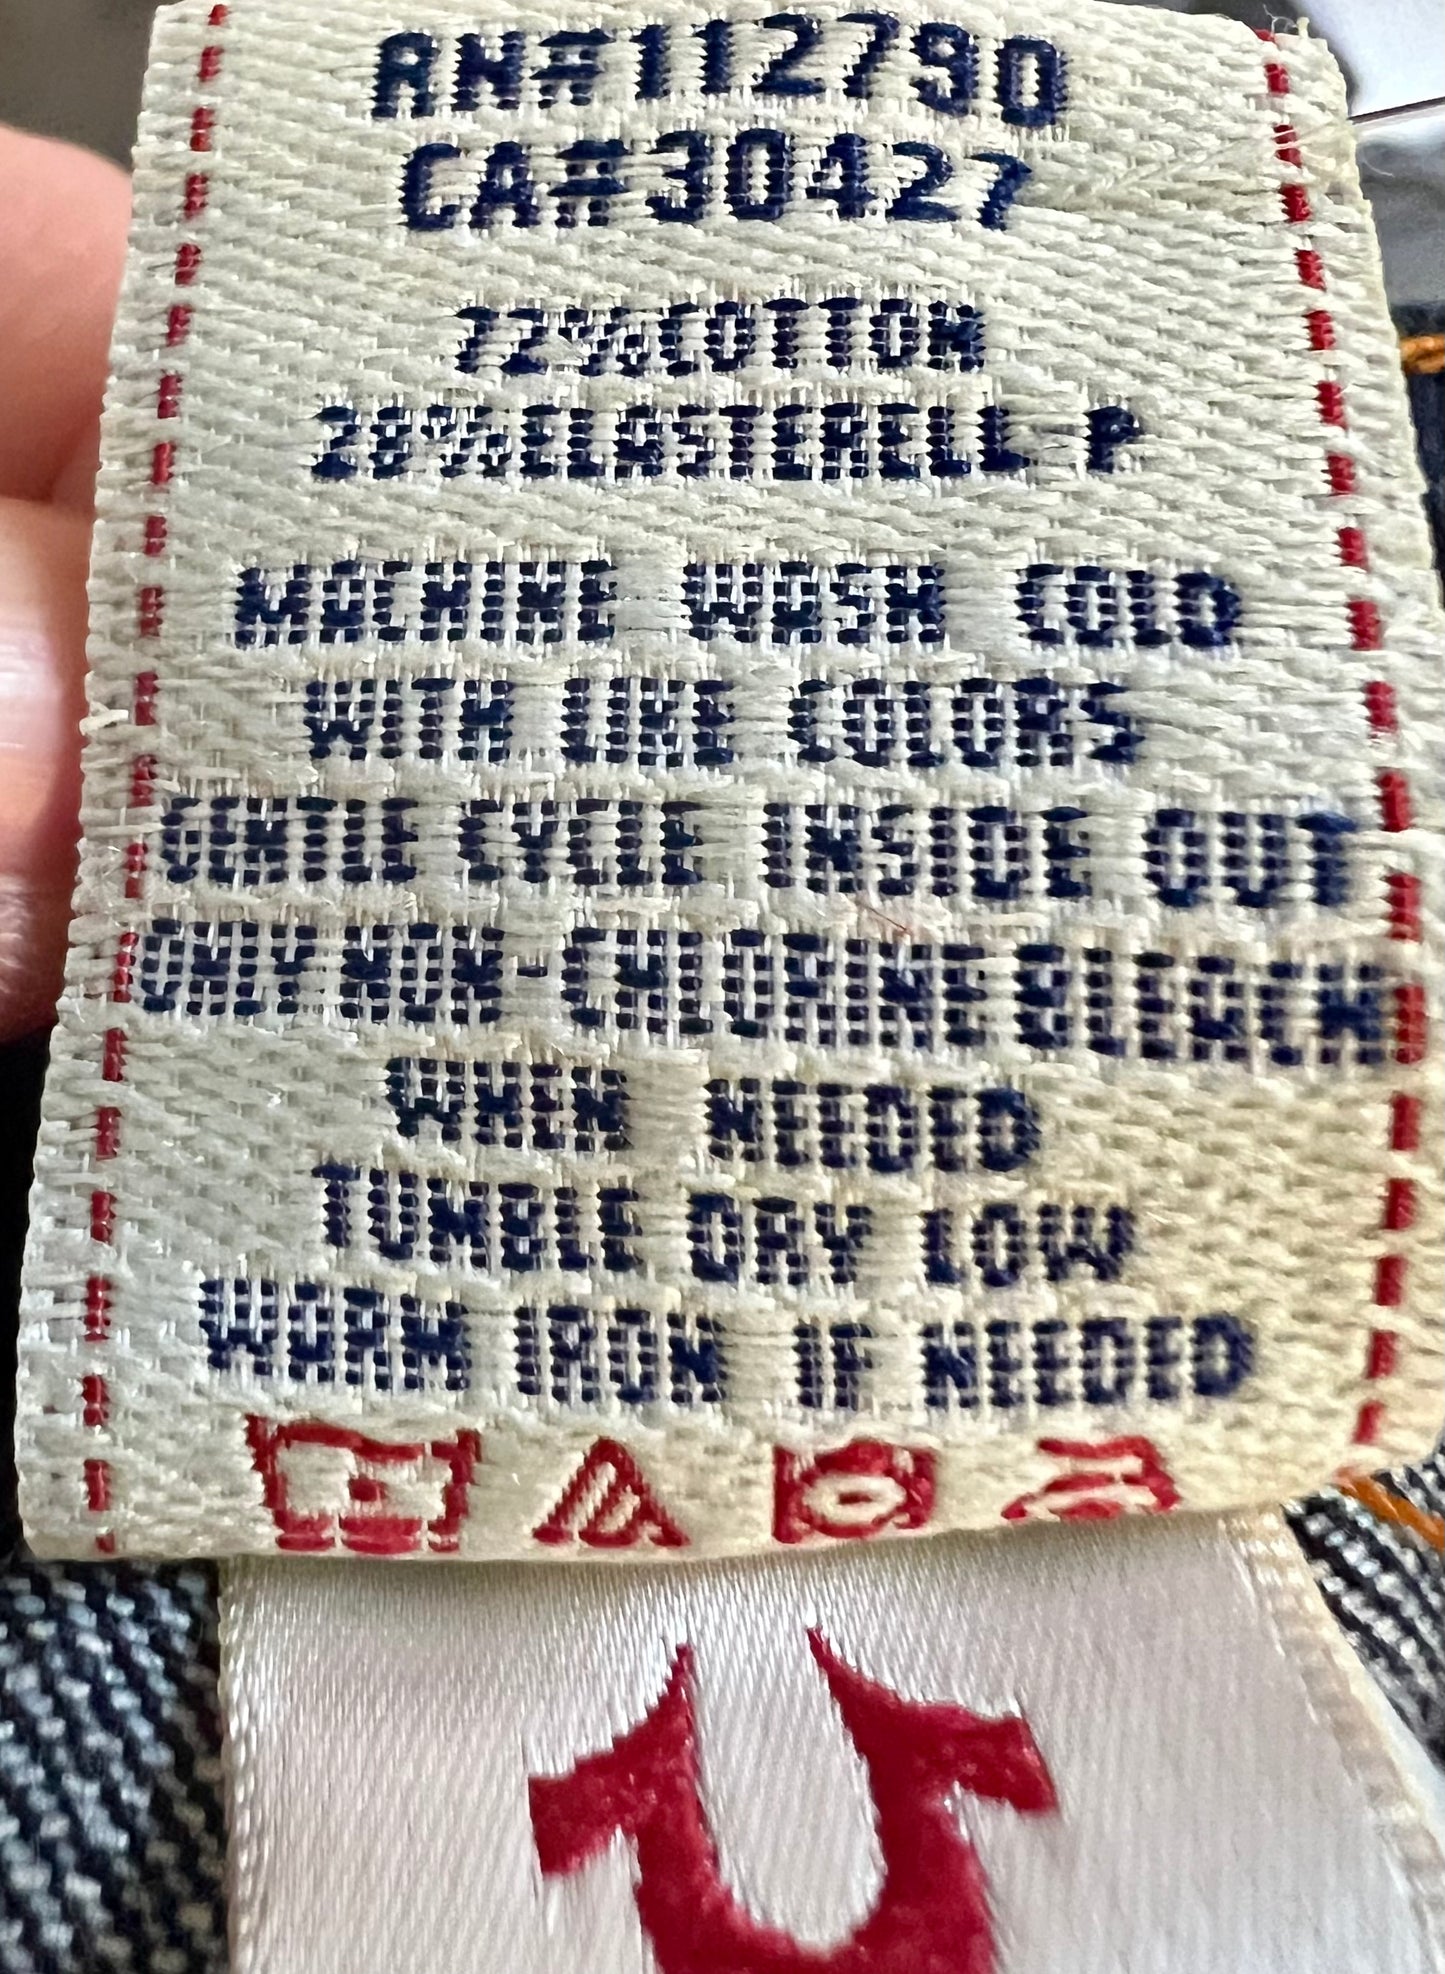 RN#112790
CA#30427
72%COTTON
28%ELASTERELL-P
MACHINE WASH COLD
WITH LIKE COLORS
GENTLE CYCLE INSIDE OUT
ONLY NON-CHLORINE BLEACH
WHEN NEEDED
TUMBLE DRY LOW
WARM IRON IF NEEDED